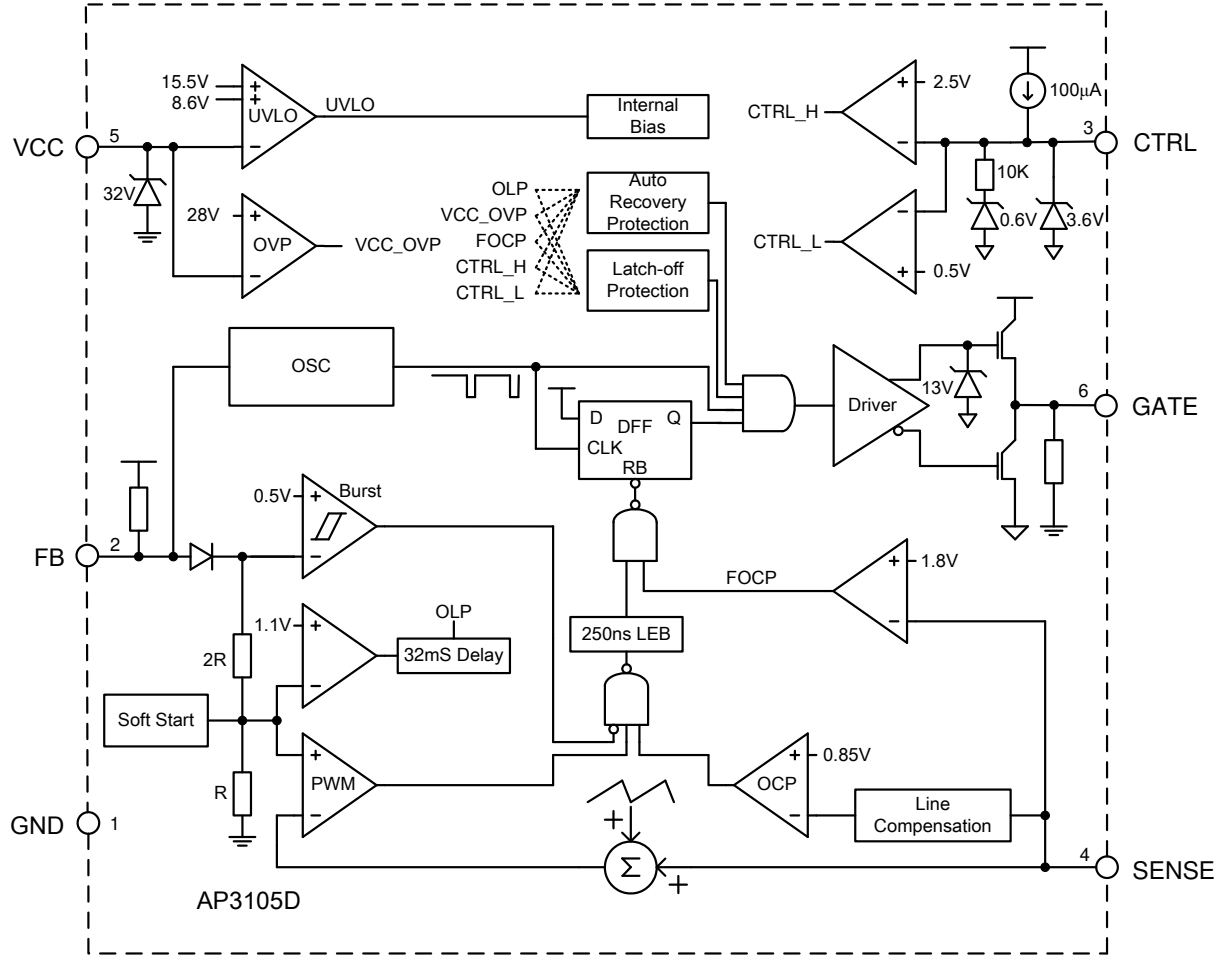 15.5V
8.6V
UVLO
UVLO
Internal
Bias
CTRL_H
2.5V
100μA
VCC
5
3
CTRL
32V
28V
OVP
VCC_OVP
OLP
VCC_OVP
FOCP
CTRL_H
CTRL_L
Auto
Recovery
Protection
Latch-off
Protection
CTRL_L
0.5V
10K
0.6V
3.6V
OSC
D
DFF
Q
CLK
RB
Driver
13V
6
GATE
FB
2
0.5V
Burst
1.1V
OLP
32mS Delay
2R
Soft Start
R
PWM
250ns LEB
FOCP
1.8V
0.85V
OCP
Line
Compensation
GND
1
Σ
4
SENSE
AP3105D